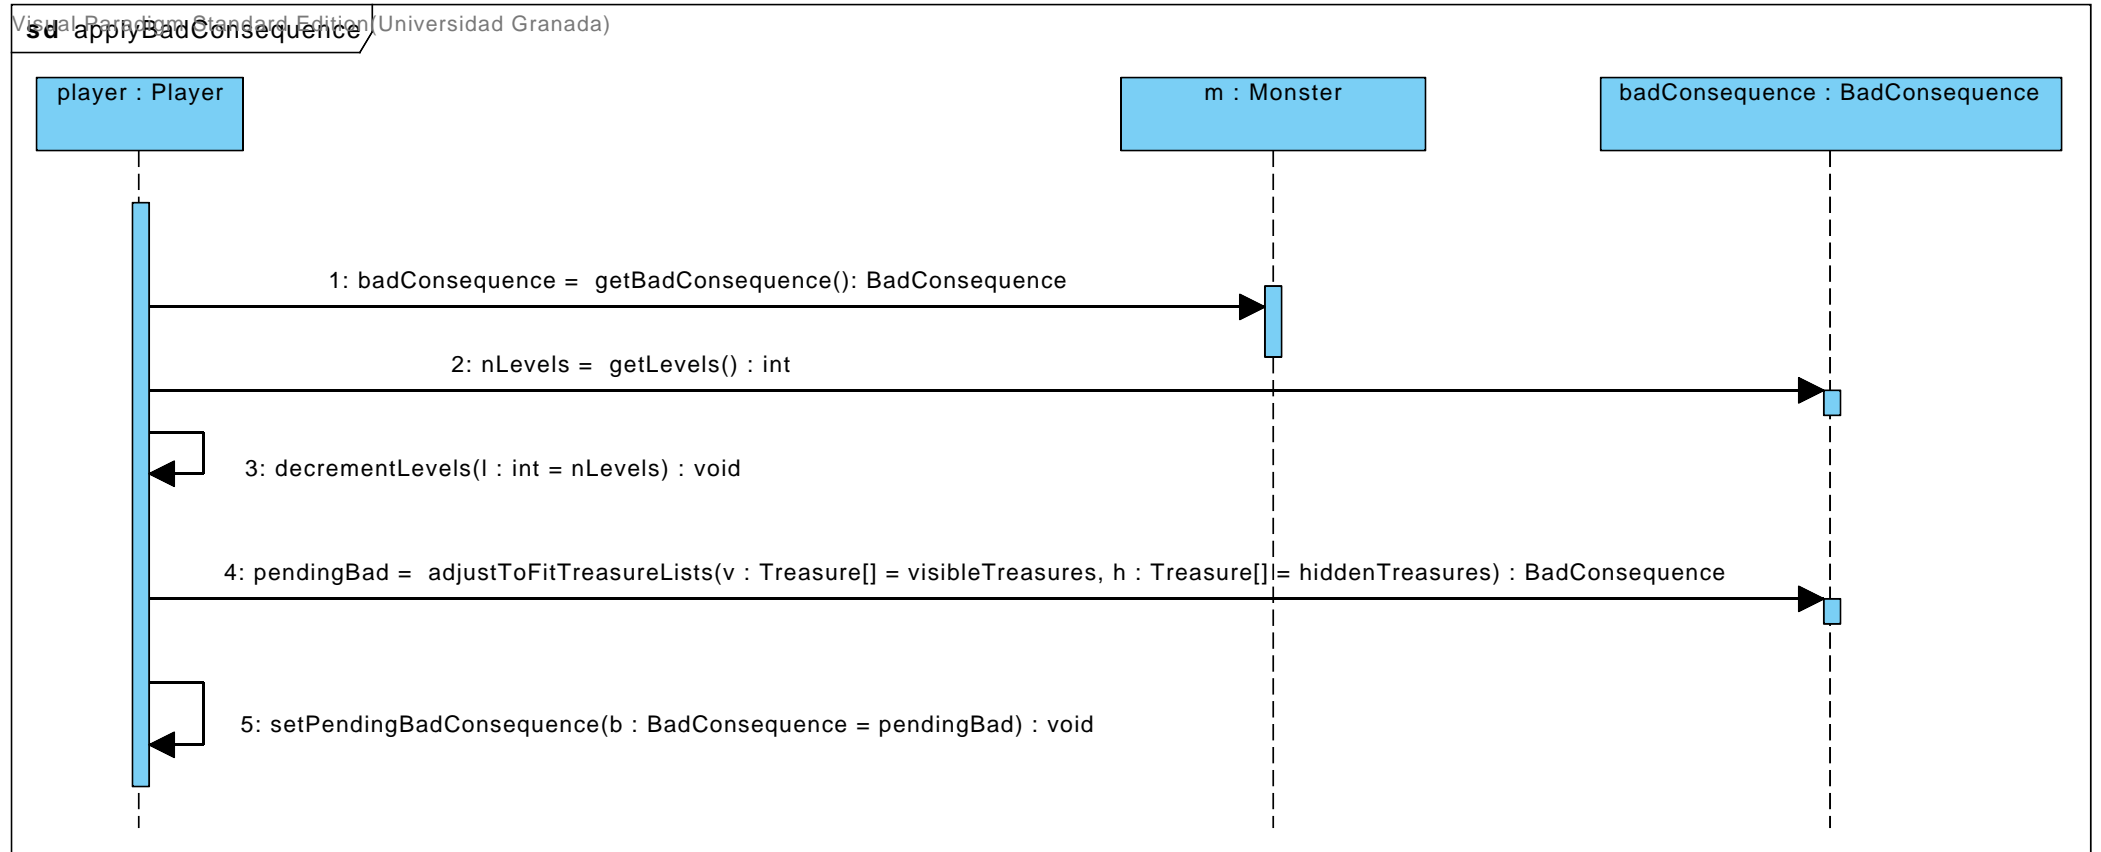 Visual Paradigm Standard Edition(Universidad Granada)
sd applyBadConsequence
player : Player
m : Monster
badConsequence : BadConsequence
1: badConsequence =  getBadConsequence(): BadConsequence
2: nLevels =  getLevels() : int
3: decrementLevels(l : int = nLevels) : void
4: pendingBad =  adjustToFitTreasureLists(v : Treasure[] = visibleTreasures, h : Treasure[] = hiddenTreasures) : BadConsequence
5: setPendingBadConsequence(b : BadConsequence = pendingBad) : void